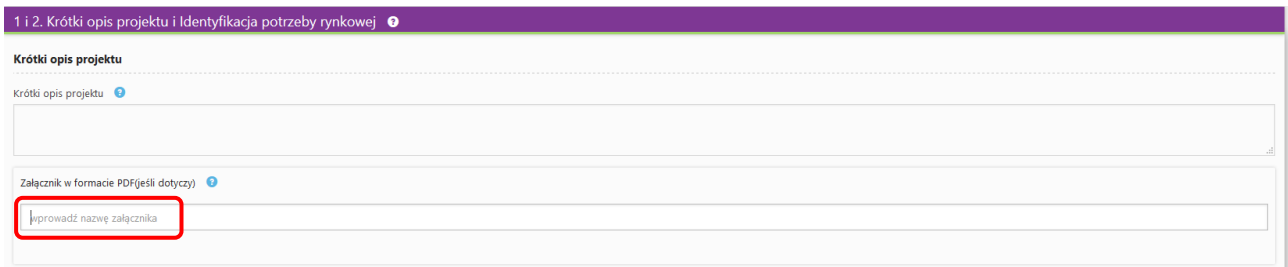 1 i 2. Krótki opis projektu i Identyfikacja potrzeby rynkowej ?
Krótki opis projektu
Krótki opis projektu ?
Załącznik w formacie PDF(jeśli dotyczy) ?
wprowadź nazwę załącznika